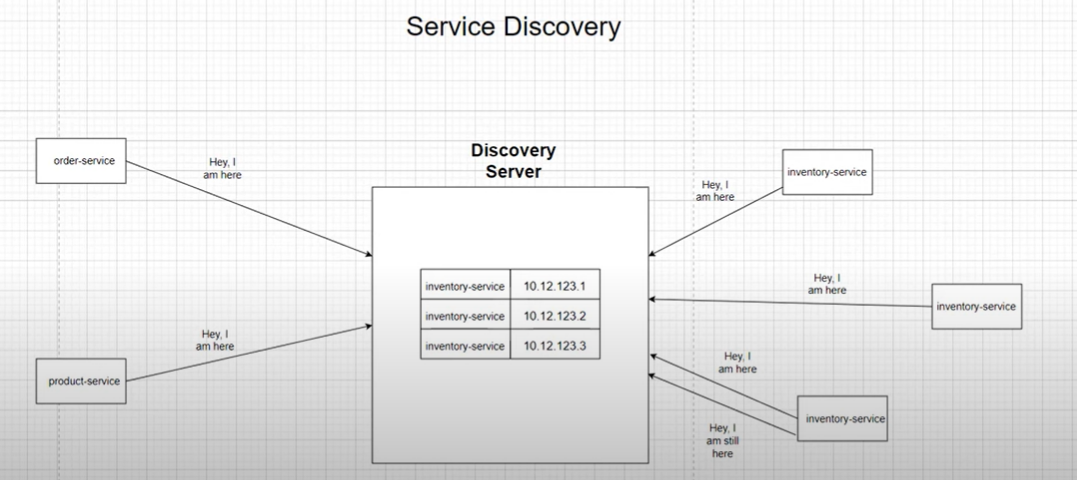 Service Discovery
Discovery
Server
order-service
Hey, I
am here
inventory-service
Hey, I
am here
inventory-service 10.12.123.1
inventory-service 10.12.123.2
inventory-service 10.12.123.3
Hey, I
am here
inventory-service
Hey, I
am here
product-service
Hey, I
am here
inventory-service
Hey, I
am still
here